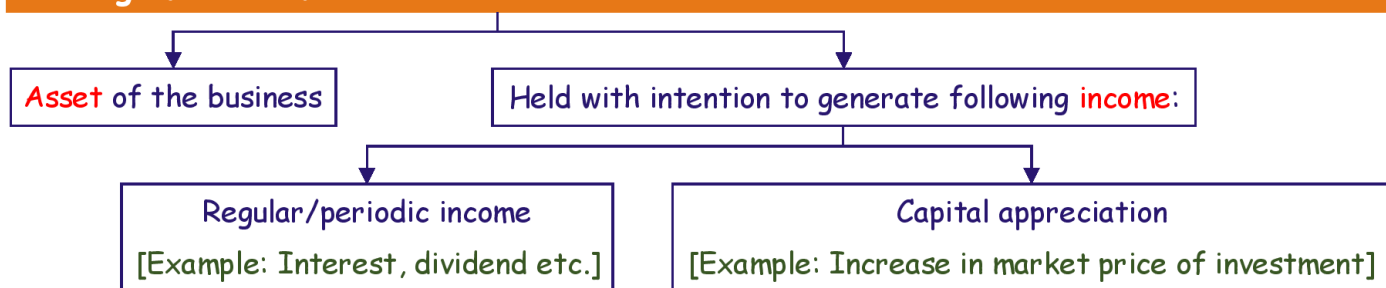 Asset of the business
Held with intention to generate following income:
Regular/periodic income
[Example: Interest, dividend etc.]
Capital appreciation
[Example: Increase in market price of investment]